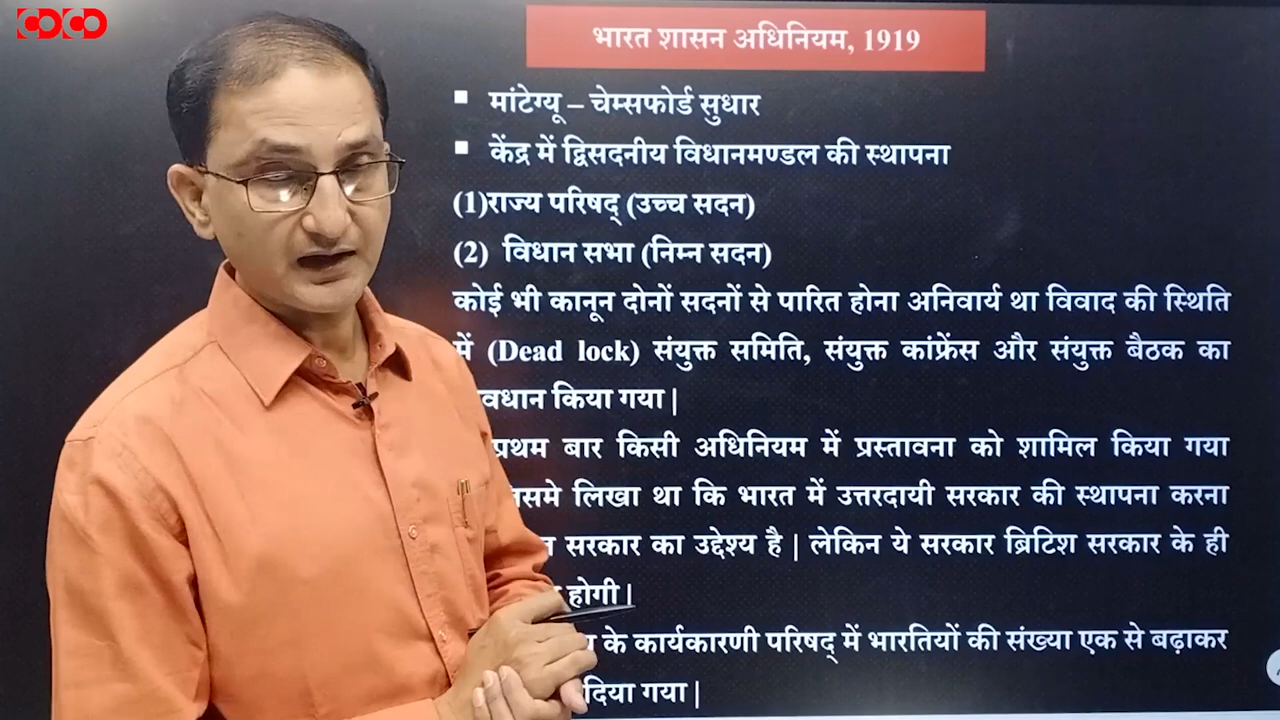 भारत शासन अधिनियम, 1919
▪ मांटेग्यू – चेम्सफोर्ड सुधार
▪ केंद्र में द्विसदनीय विधानमण्डल की स्थापना
(1)राज्य परिषद् (उच्च सदन)
(2) विधान सभा (निम्न सदन)
कोई भी कानून दोनों सदनों से पारित होना अनिवार्य था विवाद की स्थिति
में (Dead lock) संयुक्त समिति, संयुक्त कांफ्रेंस और संयुक्त बैठक का
किया गया |
प्रथम बार किसी अधिनियम में प्रस्तावना को शामिल किया गया
लिखा था कि भारत में उत्तरदायी सरकार की स्थापना करना
सरकार का उद्देश्य है | लेकिन ये सरकार ब्रिटिश सरकार के ही
होगी |
के कार्यकारणी परिषद् में भारतियों की संख्या एक से बढ़ाकर
दिया गया |